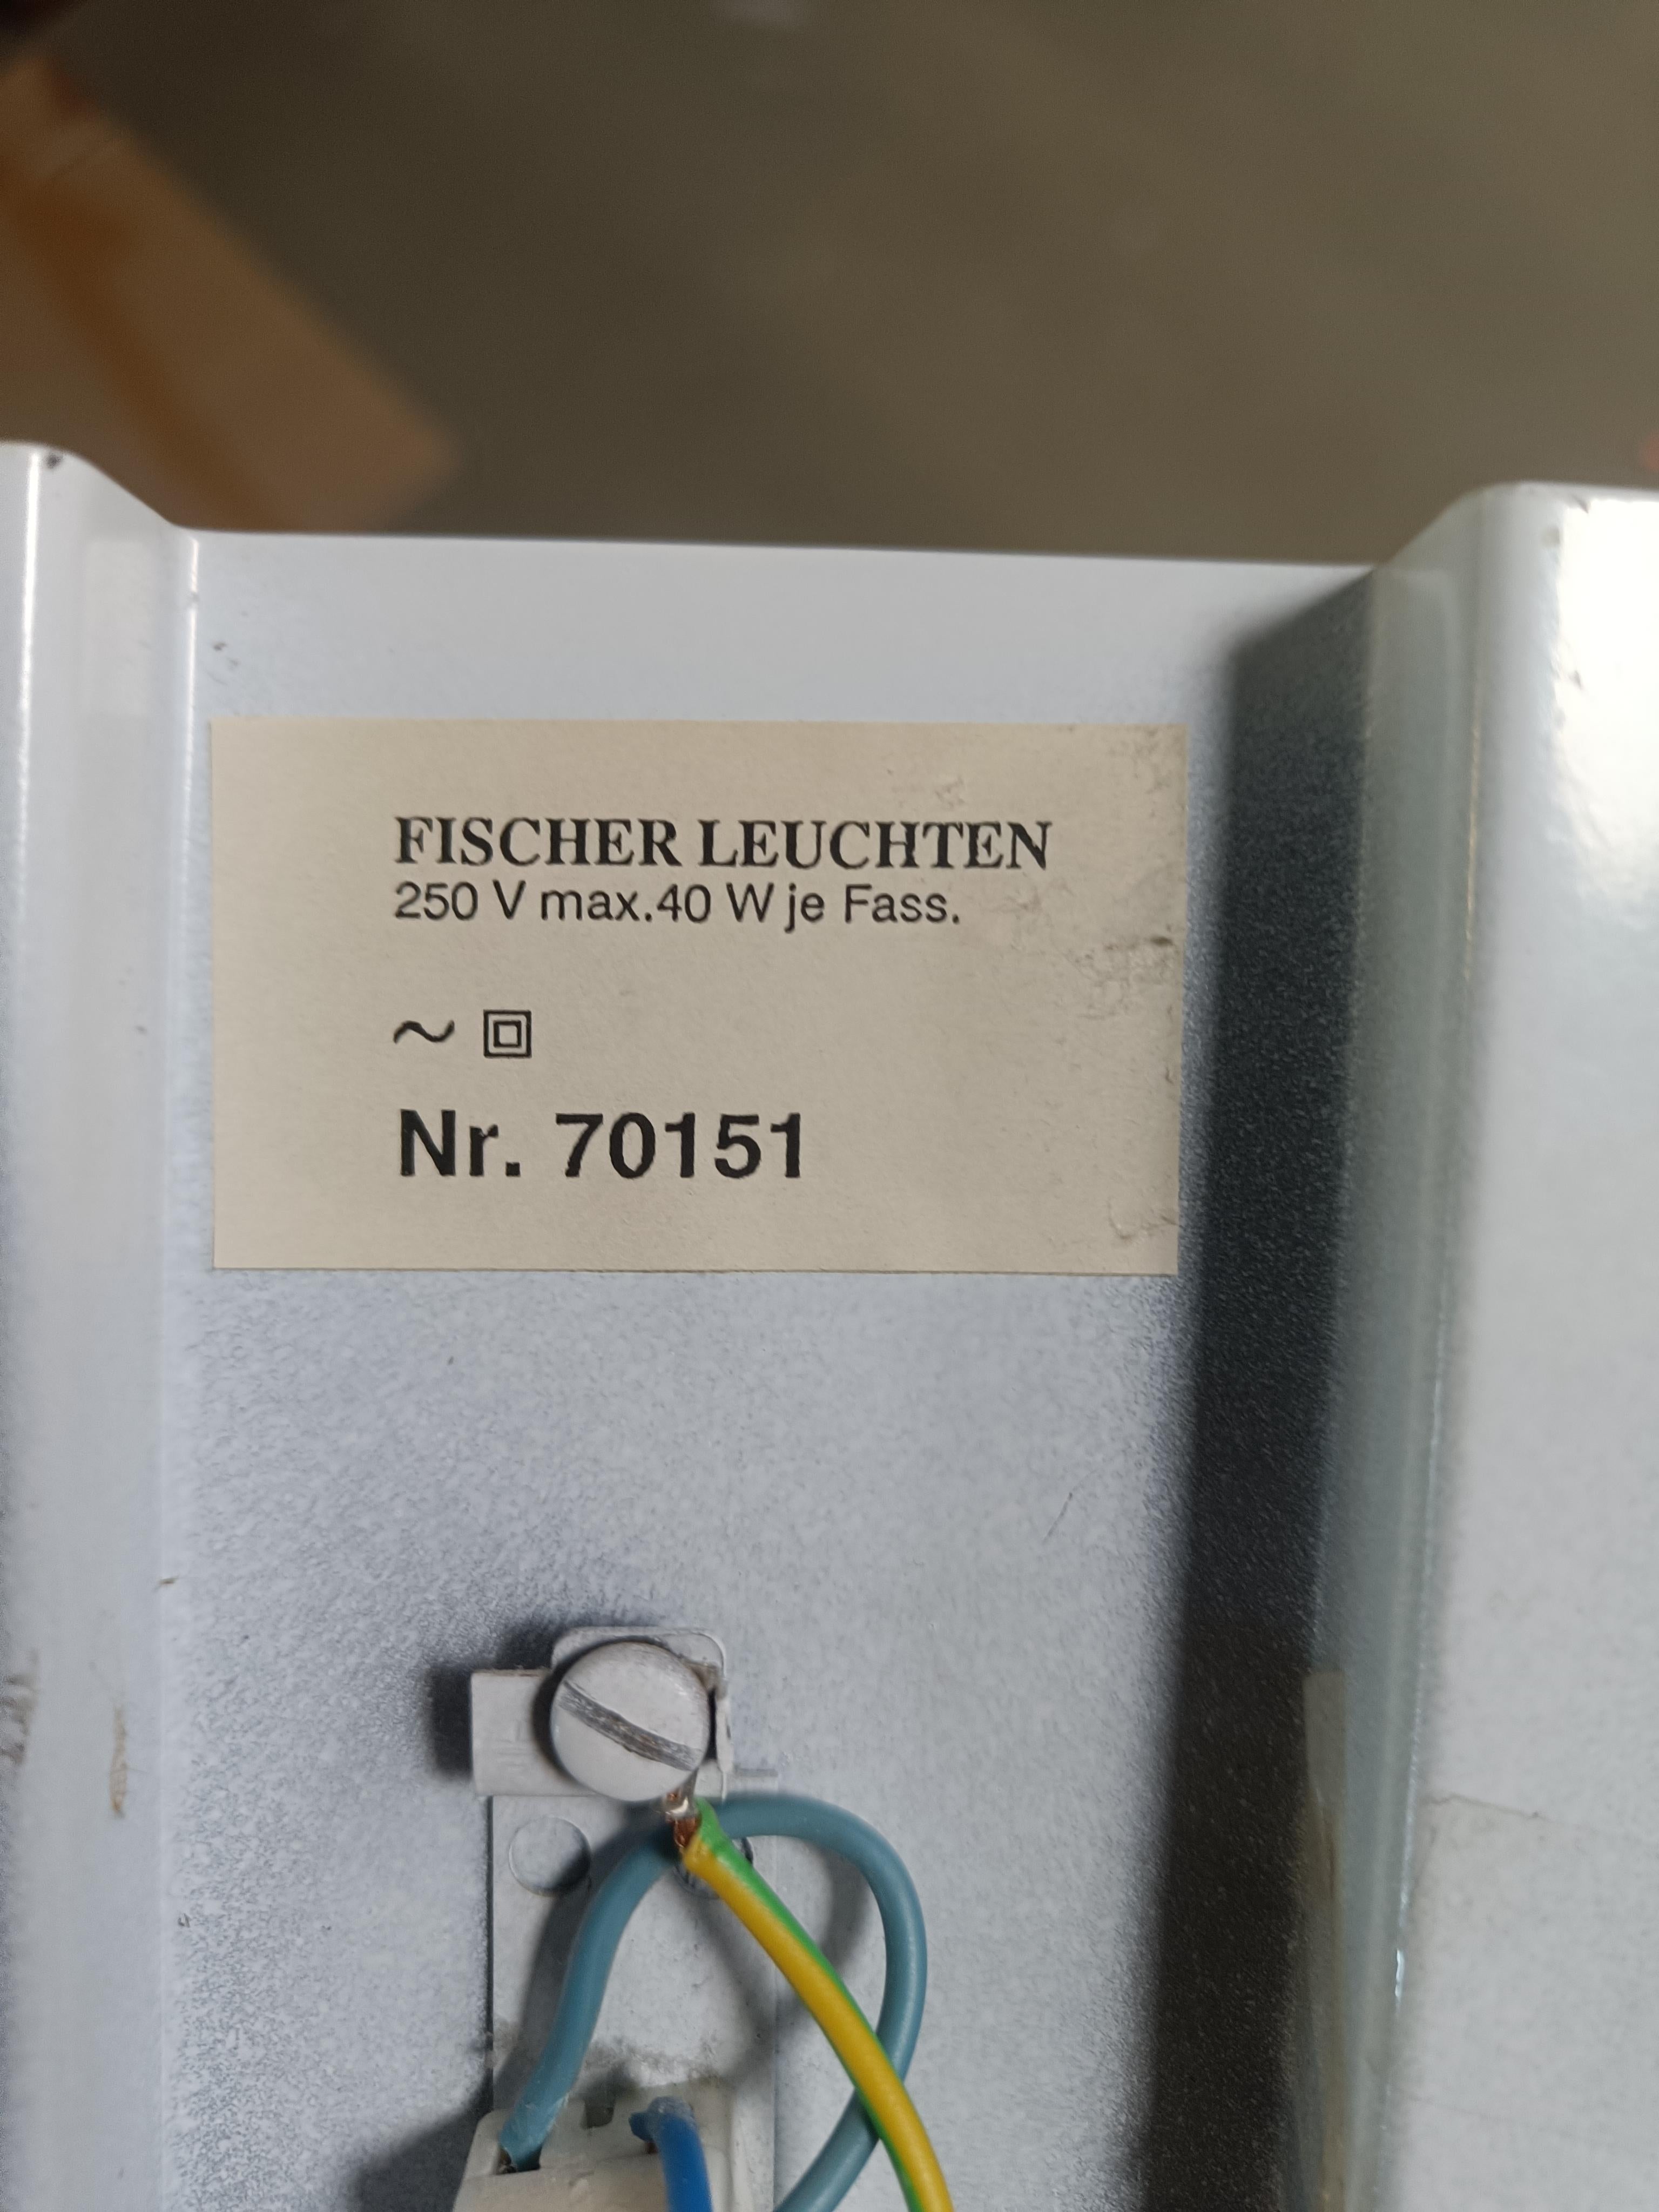 FISCHER LEUCHTEN
250 V max.40 W je Fass.
~
Nr. 70151